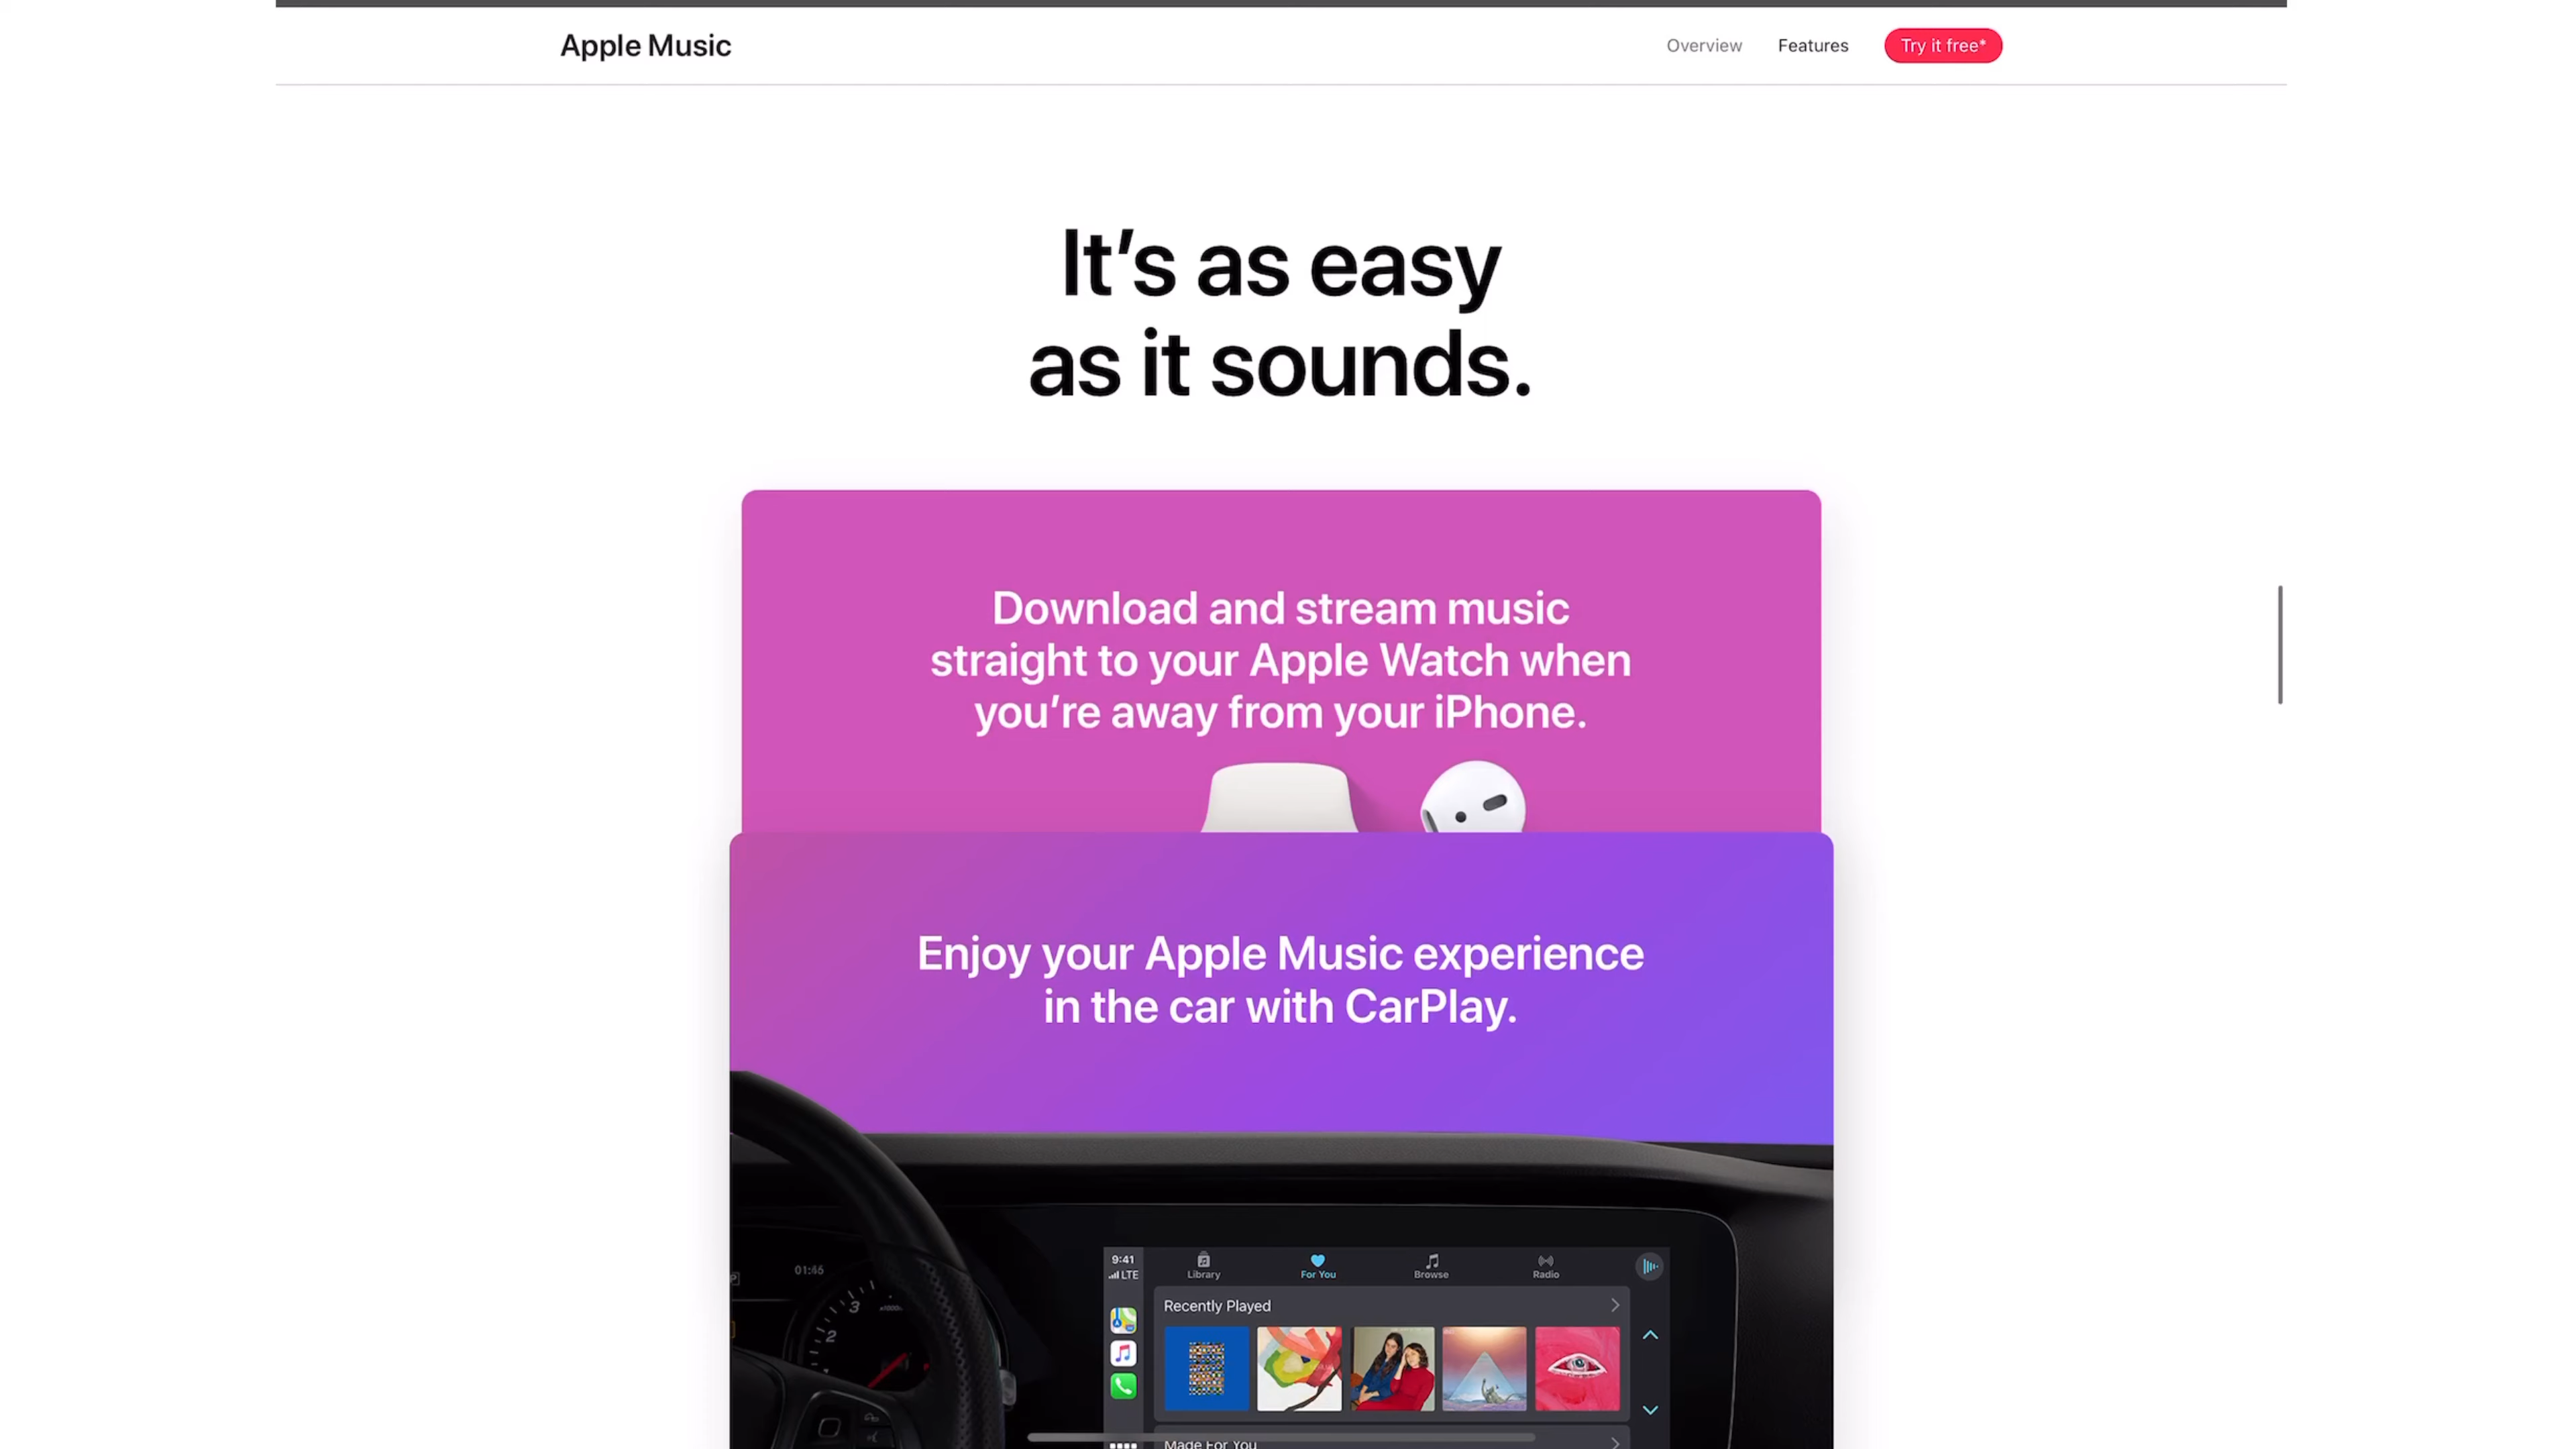 Apple Music
Overview
Features
Try it free*
It's as easy
as it sounds.
Download and stream music
straight to your Apple Watch when
you're away from your iPhone.
Enjoy your Apple Music experience
in the car with CarPlay.
9:41
LTE
Library
For You
Browse
Radio
Recently Played
Made For You
3
2